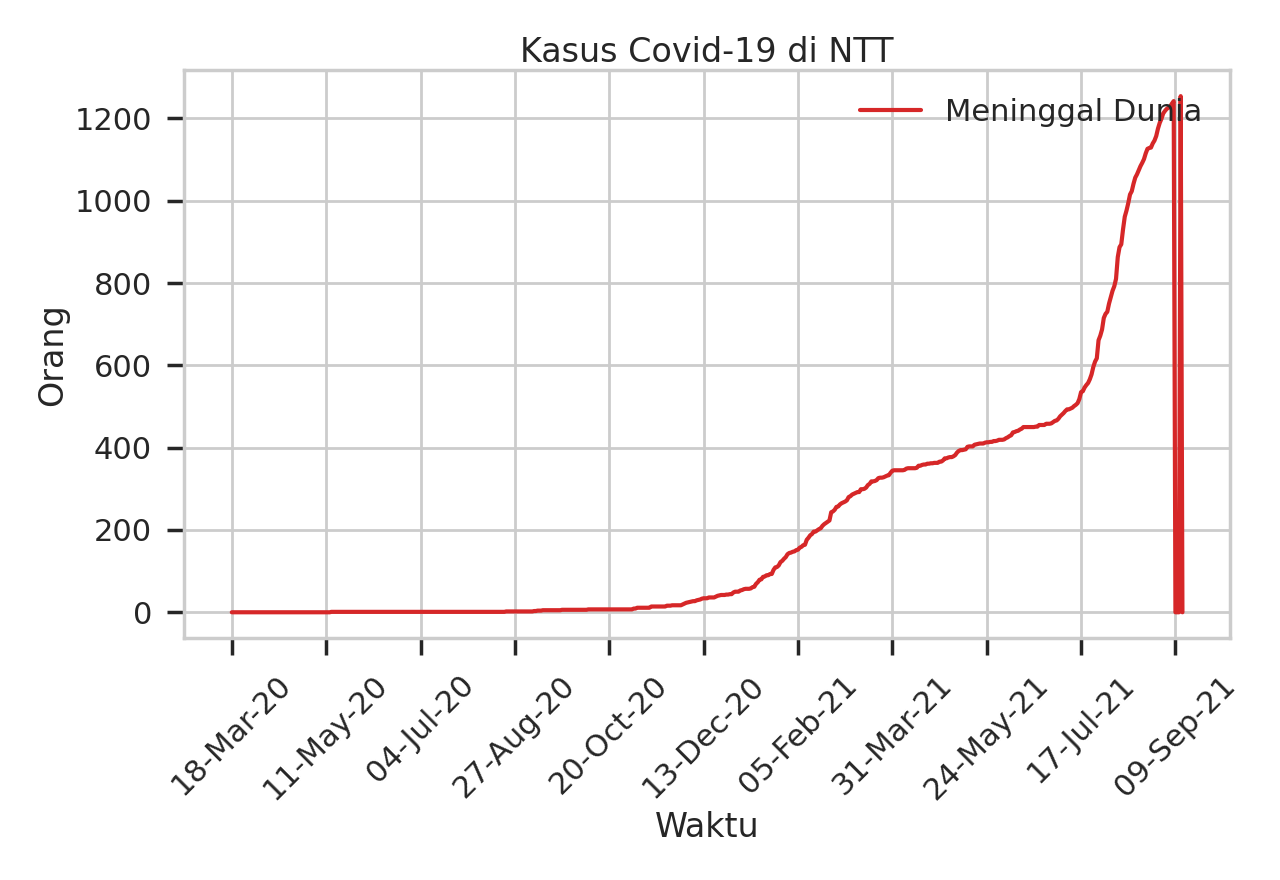 Kasus Covid-19 di NTT
Meninggal Dunia
1200
1000
800
600
400
200
0
Orang
18-Mar-20
11-May-20
04-Jul-20
27-Aug-20
20-Oct-20
13-Dec-20
05-Feb-21
31-Mar-21
24-May-21
17-Jul-21
09-Sep-21
Waktu